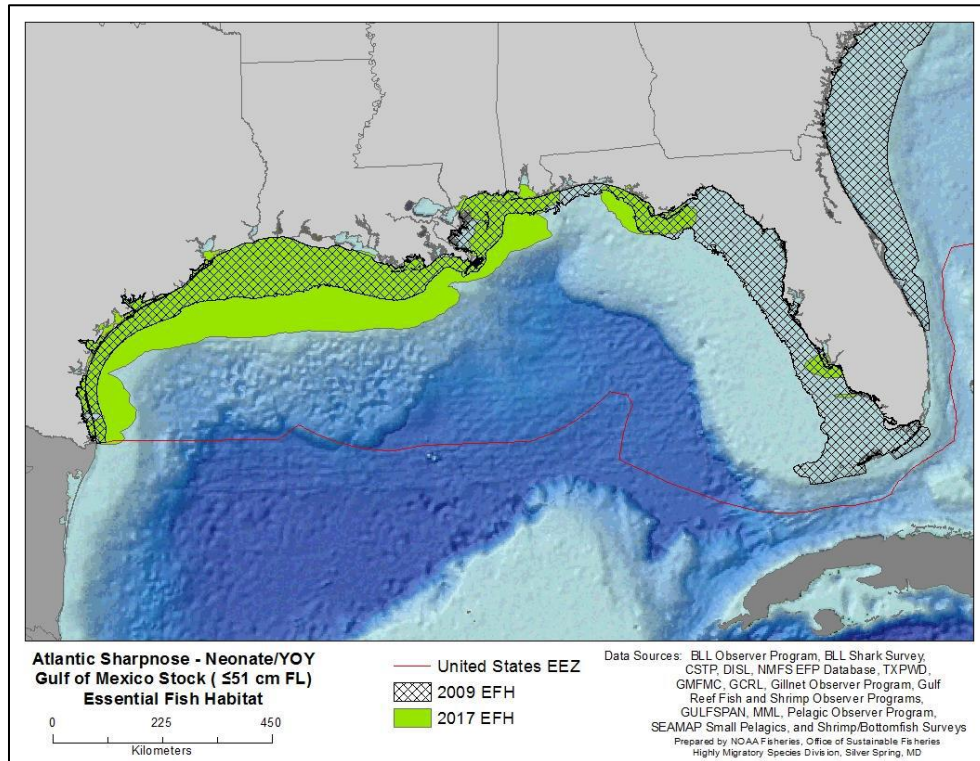 Atlantic Sharpnose - Neonate/YOY
Gulf of Mexico Stock ( ≤51 cm FL)
Essential Fish Habitat
0 225 450
Kilometers
United States EEZ
2009 EFH
2017 EFH
Data Sources: BLL Observer Program, BLL Shark Survey,
CSTP, DISL, NMFS EFP Database, TXPWD,
GMFMC, GCRL, Gillnet Observer Program, Gulf
Reef Fish and Shrimp Observer Programs,
GULFSPAN, MML, Pelagic Observer Program,
SEAMAP Small Pelagics, and Shrimp/Bottomfish Surveys
Prepared by NOAA Fisheries, Office of Sustainable Fisheries
Highly Migratory Species Division, Silver Spring, MD